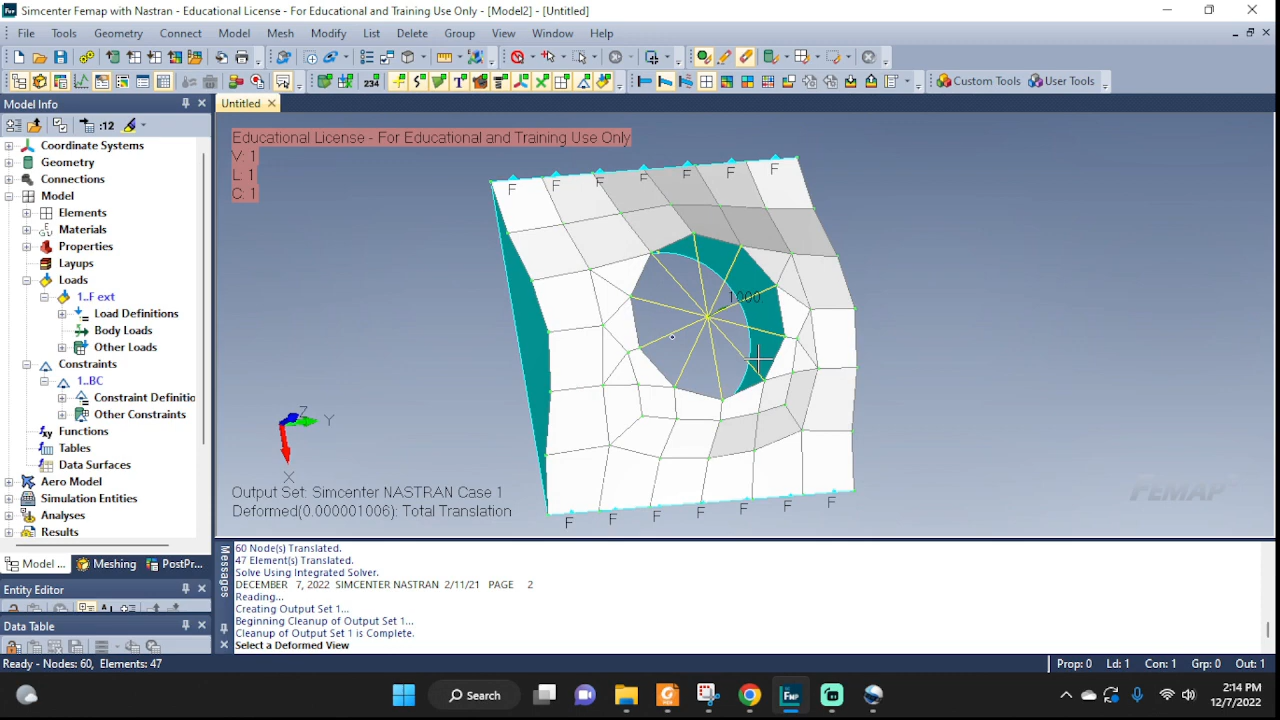 Simcenter Femap with Nastran - Educational License - For Educational and Training Use Only - [Model2] - [Untitled]
File Tools Geometry Connect Model Mesh Modify List Delete Group View Window Help
234
Custom Tools User Tools
Model Info
Untitled
:12
Coordinate Systems
Geometry
Connections
Model
Elements
Materials
Properties
Layups
Loads
1..F ext
Load Definitions
Body Loads
Other Loads
Constraints
1..BC
Constraint Definitio
Other Constraints
Functions
Tables
Data Surfaces
Aero Model
Simulation Entities
Analyses
Results
Model ... Meshing PostPr...
Entity Editor
Data Table
Educational License - For Educational and Training Use Only
V: 1
L: 1
C: 1
F F F F F F F
1000.
Z
Y
X
F F F F F F F
Output Set: Simcenter NASTRAN Case 1
Deformed(0.000001006): Total Translation
FEMAP
Messages
60 Node(s) Translated.
47 Element(s) Translated.
Solve Using Integrated Solver.
DECEMBER 7, 2022 SIMCENTER NASTRAN 2/11/21 PAGE 2
Reading...
Creating Output Set 1...
Beginning Cleanup of Output Set 1...
Cleanup of Output Set 1 is Complete.
Select a Deformed View
Ready - Nodes: 60, Elements: 47
Prop: 0 Ld: 1 Con: 1 Grp: 0 Out: 1
Search
FMP
2:14 PM
12/7/2022